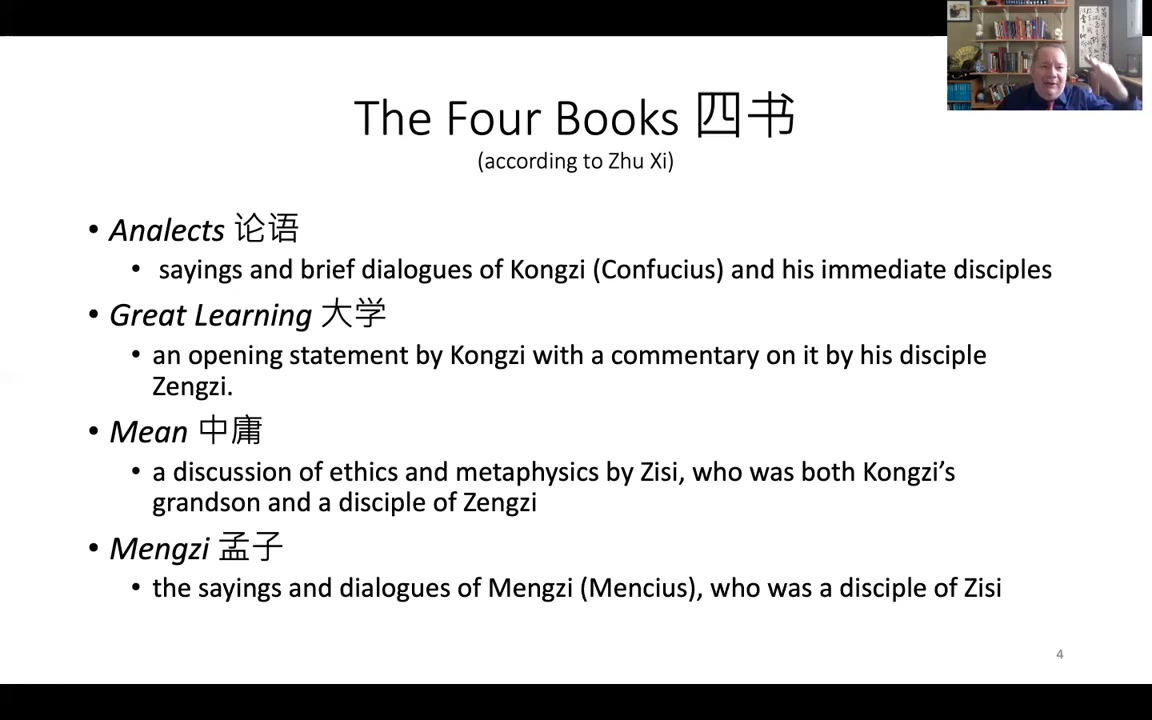 The Four Books 四书
(according to Zhu Xi)
• Analects 论语
• sayings and brief dialogues of Kongzi (Confucius) and his immediate disciples
• Great Learning 大学
• an opening statement by Kongzi with a commentary on it by his disciple
Zengzi.
• Mean 中庸
• a discussion of ethics and metaphysics by Zisi, who was both Kongzi’s
grandson and a disciple of Zengzi
• Mengzi 孟子
• the sayings and dialogues of Mengzi (Mencius), who was a disciple of Zisi
4